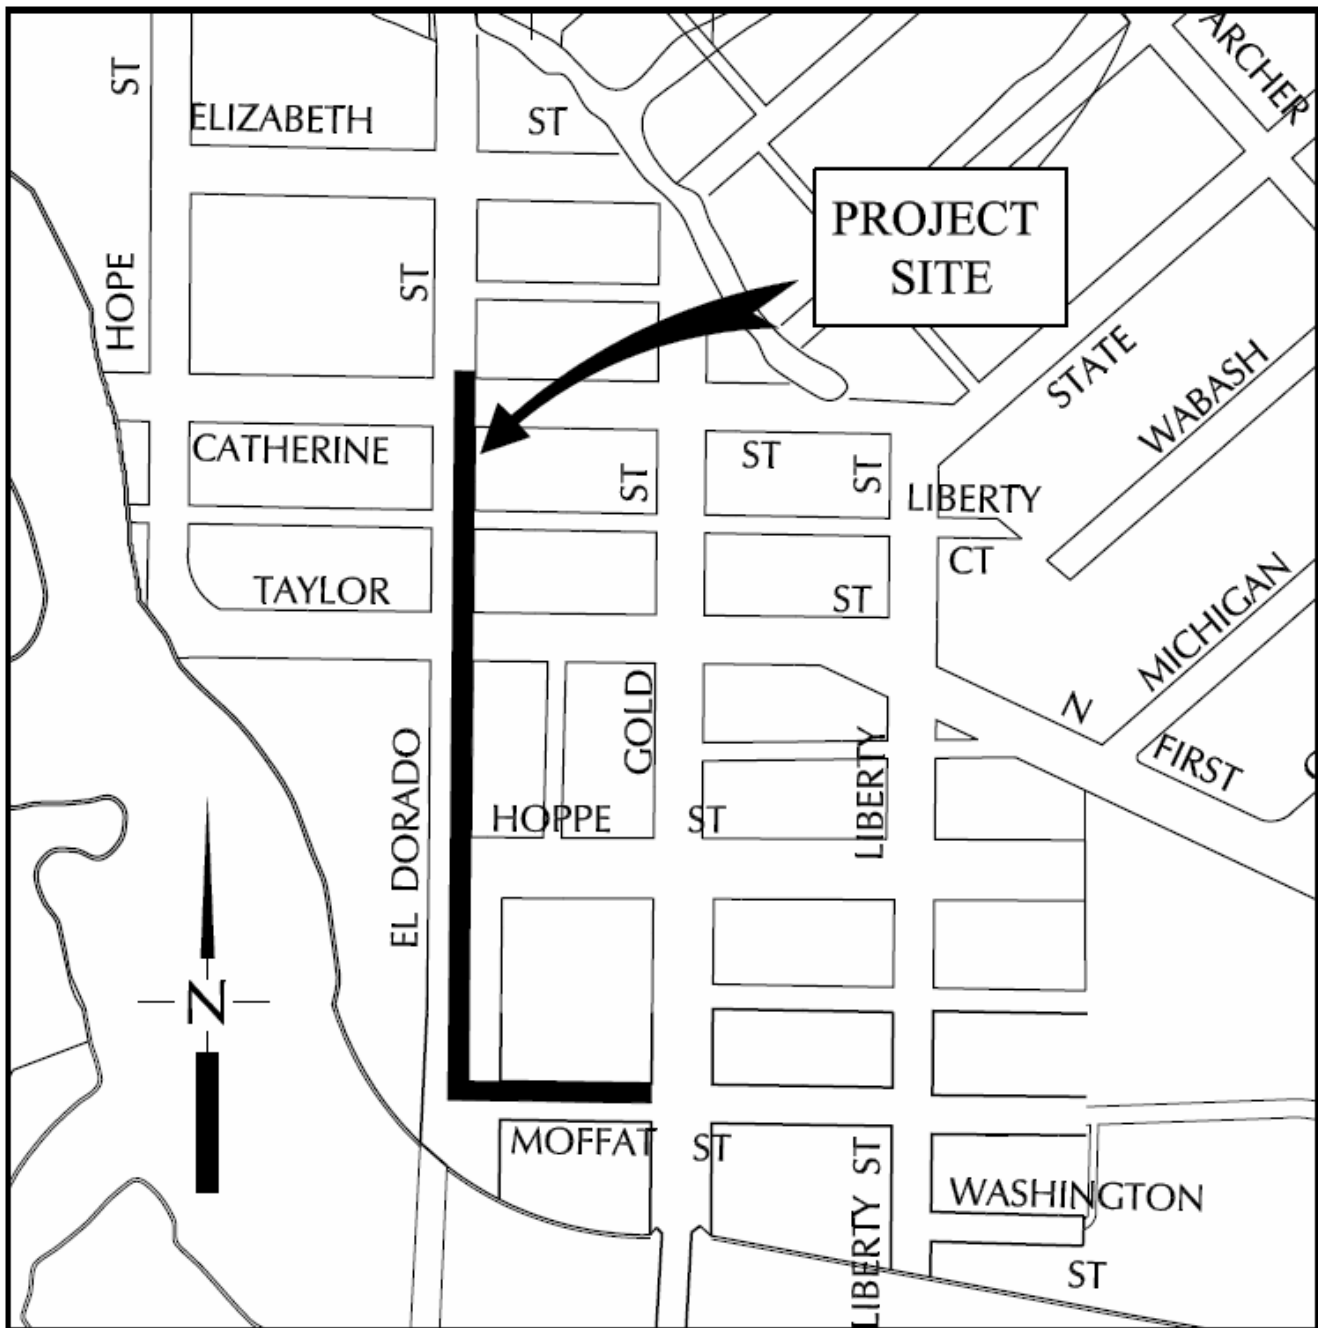 ARCHER
ST
ELIZABETH ST
PROJECT
SITE
HOPE
ST
STATE
WABASH
CATHERINE ST
ST
ST
LIBERTY
CT
TAYLOR ST
MICHIGAN
N
GOLD
EL DORADO
LIBERTY
FIRST
HOPPE ST
N
MOFFAT ST
LIBERTY ST
WASHINGTON
ST